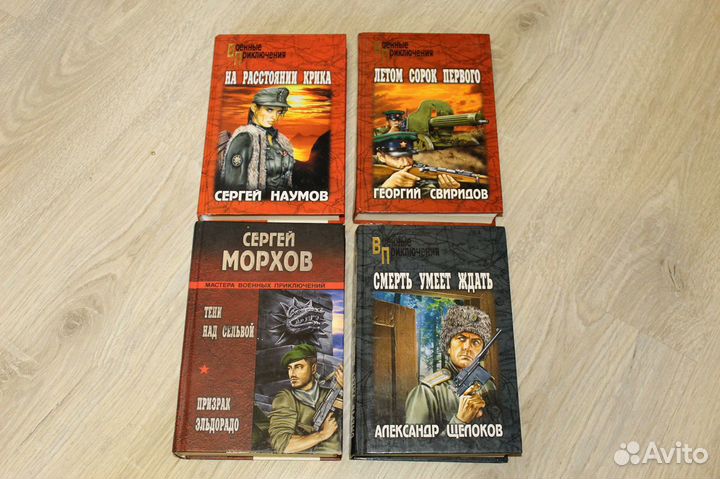 Военные
Приключения
НА РАССТОЯНИИ КРИКА
СЕРГЕЙ НАУМОВ
Военные
Приключения
ЛЕТОМ СОРОК ПЕРВОГО
ГЕОРГИЙ СВИРИДОВ
СЕРГЕЙ
МОРХОВ
МАСТЕРА ВОЕННЫХ ПРИКЛЮЧЕНИЙ
ТЕНИ
НАД СЕЛЬВОЙ
ПРИЗРАК
ЭЛЬДОРАДО
Военные
Приключения
СМЕРТЬ УМЕЕТ ЖДАТЬ
АЛЕКСАНДР ЩЕЛОКОВ
Avito